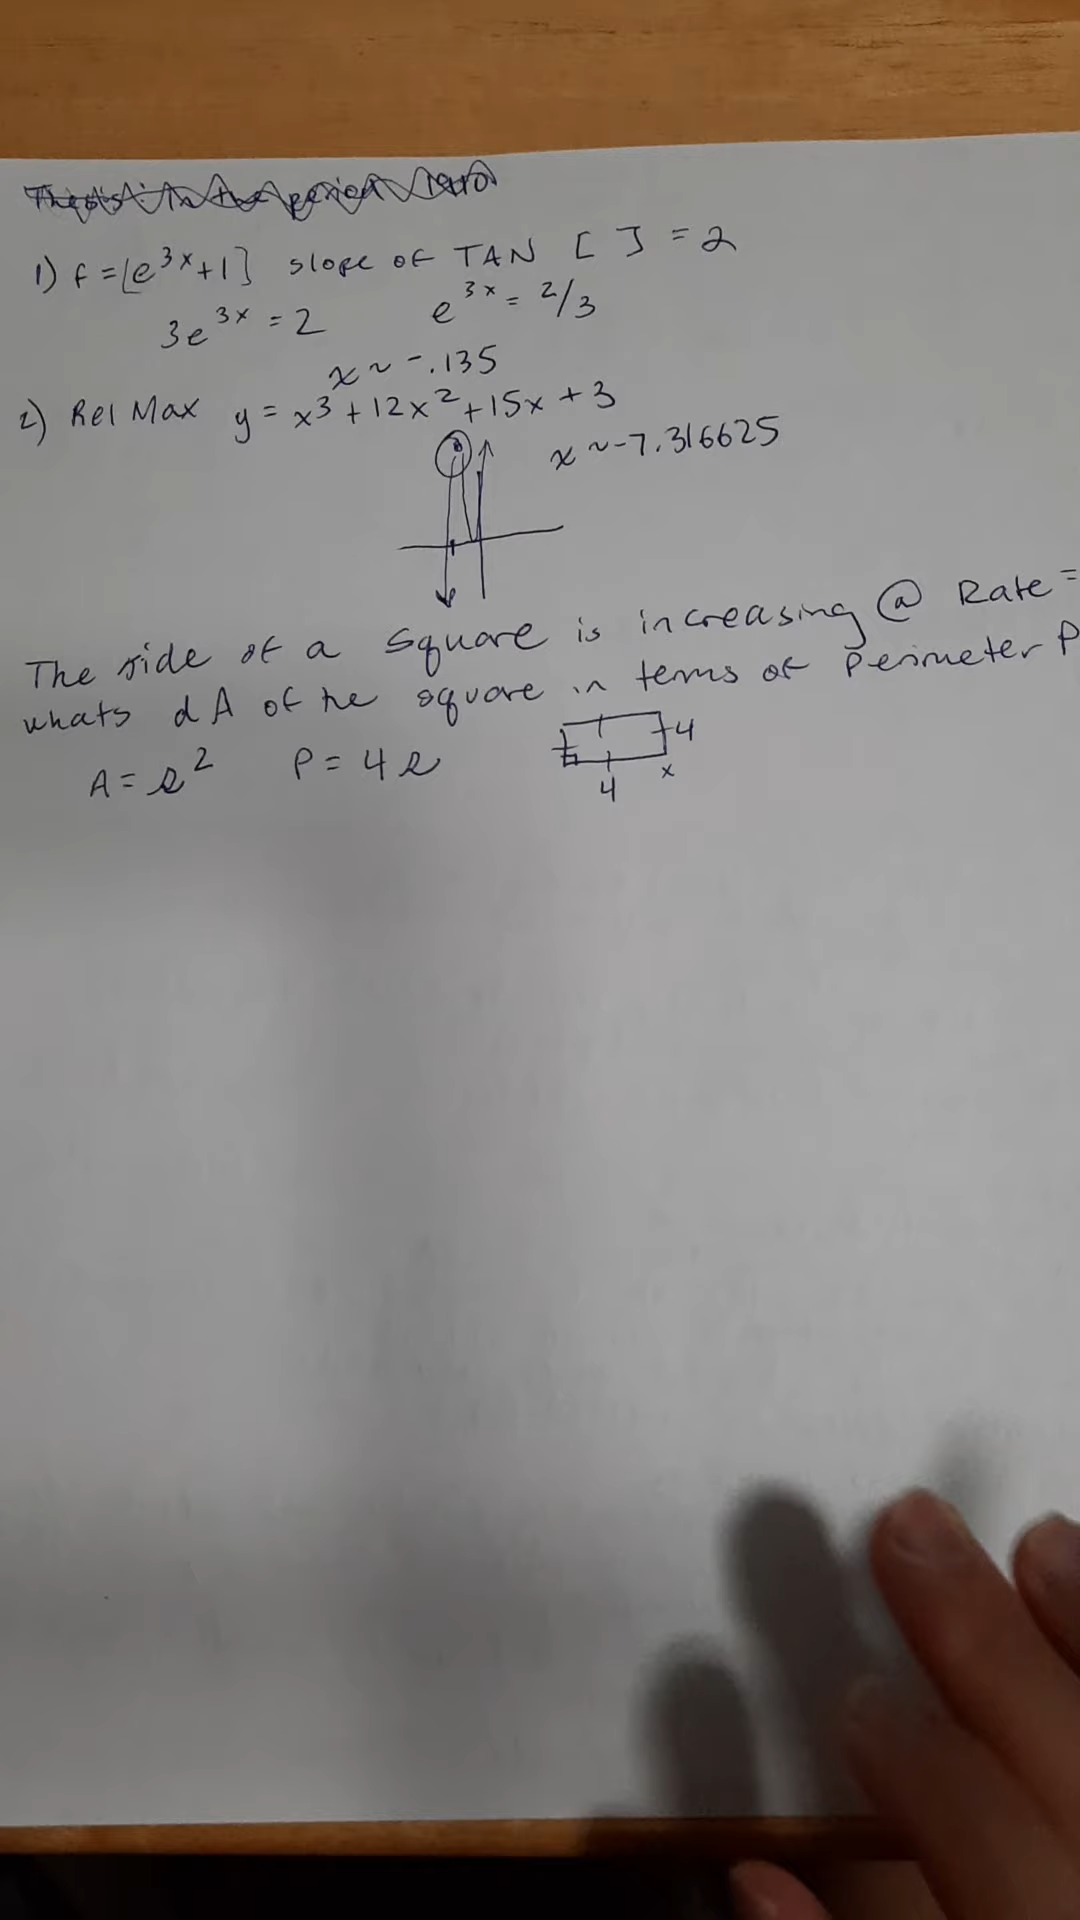 1) f = [e^3x + 1] slope of TAN [ ] = 2
3e^3x = 2 e^3x = 2/3
x ~ -.135
2) Rel Max y = x^3 + 12x^2 + 15x + 3
x ~ -7.316625
The side of a square is increasing @ Rate =
whats dA of the square in terms of Perimeter P
A = s^2 P = 4s
4
4 x